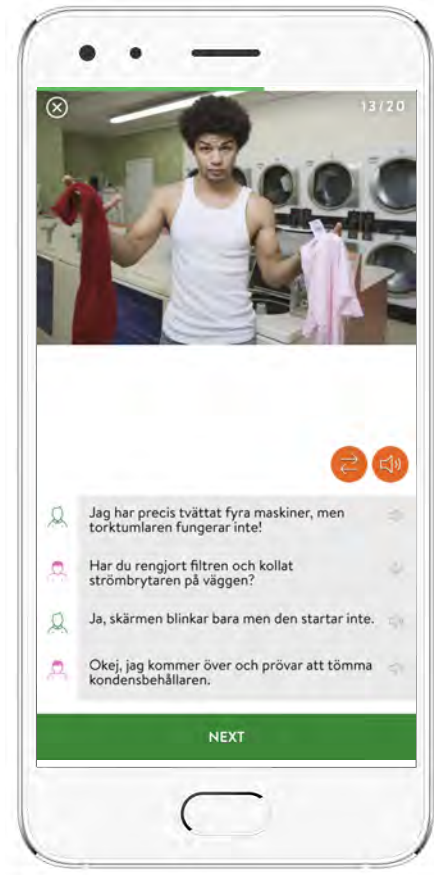 13/20
Jag har precis tvättat fyra maskiner, men
torktumlaren fungerar inte!
Har du rengjort filtren och kollat
strömbrytaren på väggen?
Ja, skärmen blinkar bara men den startar inte.
Okej, jag kommer över och prövar att tömma
kondensbehållaren.
NEXT